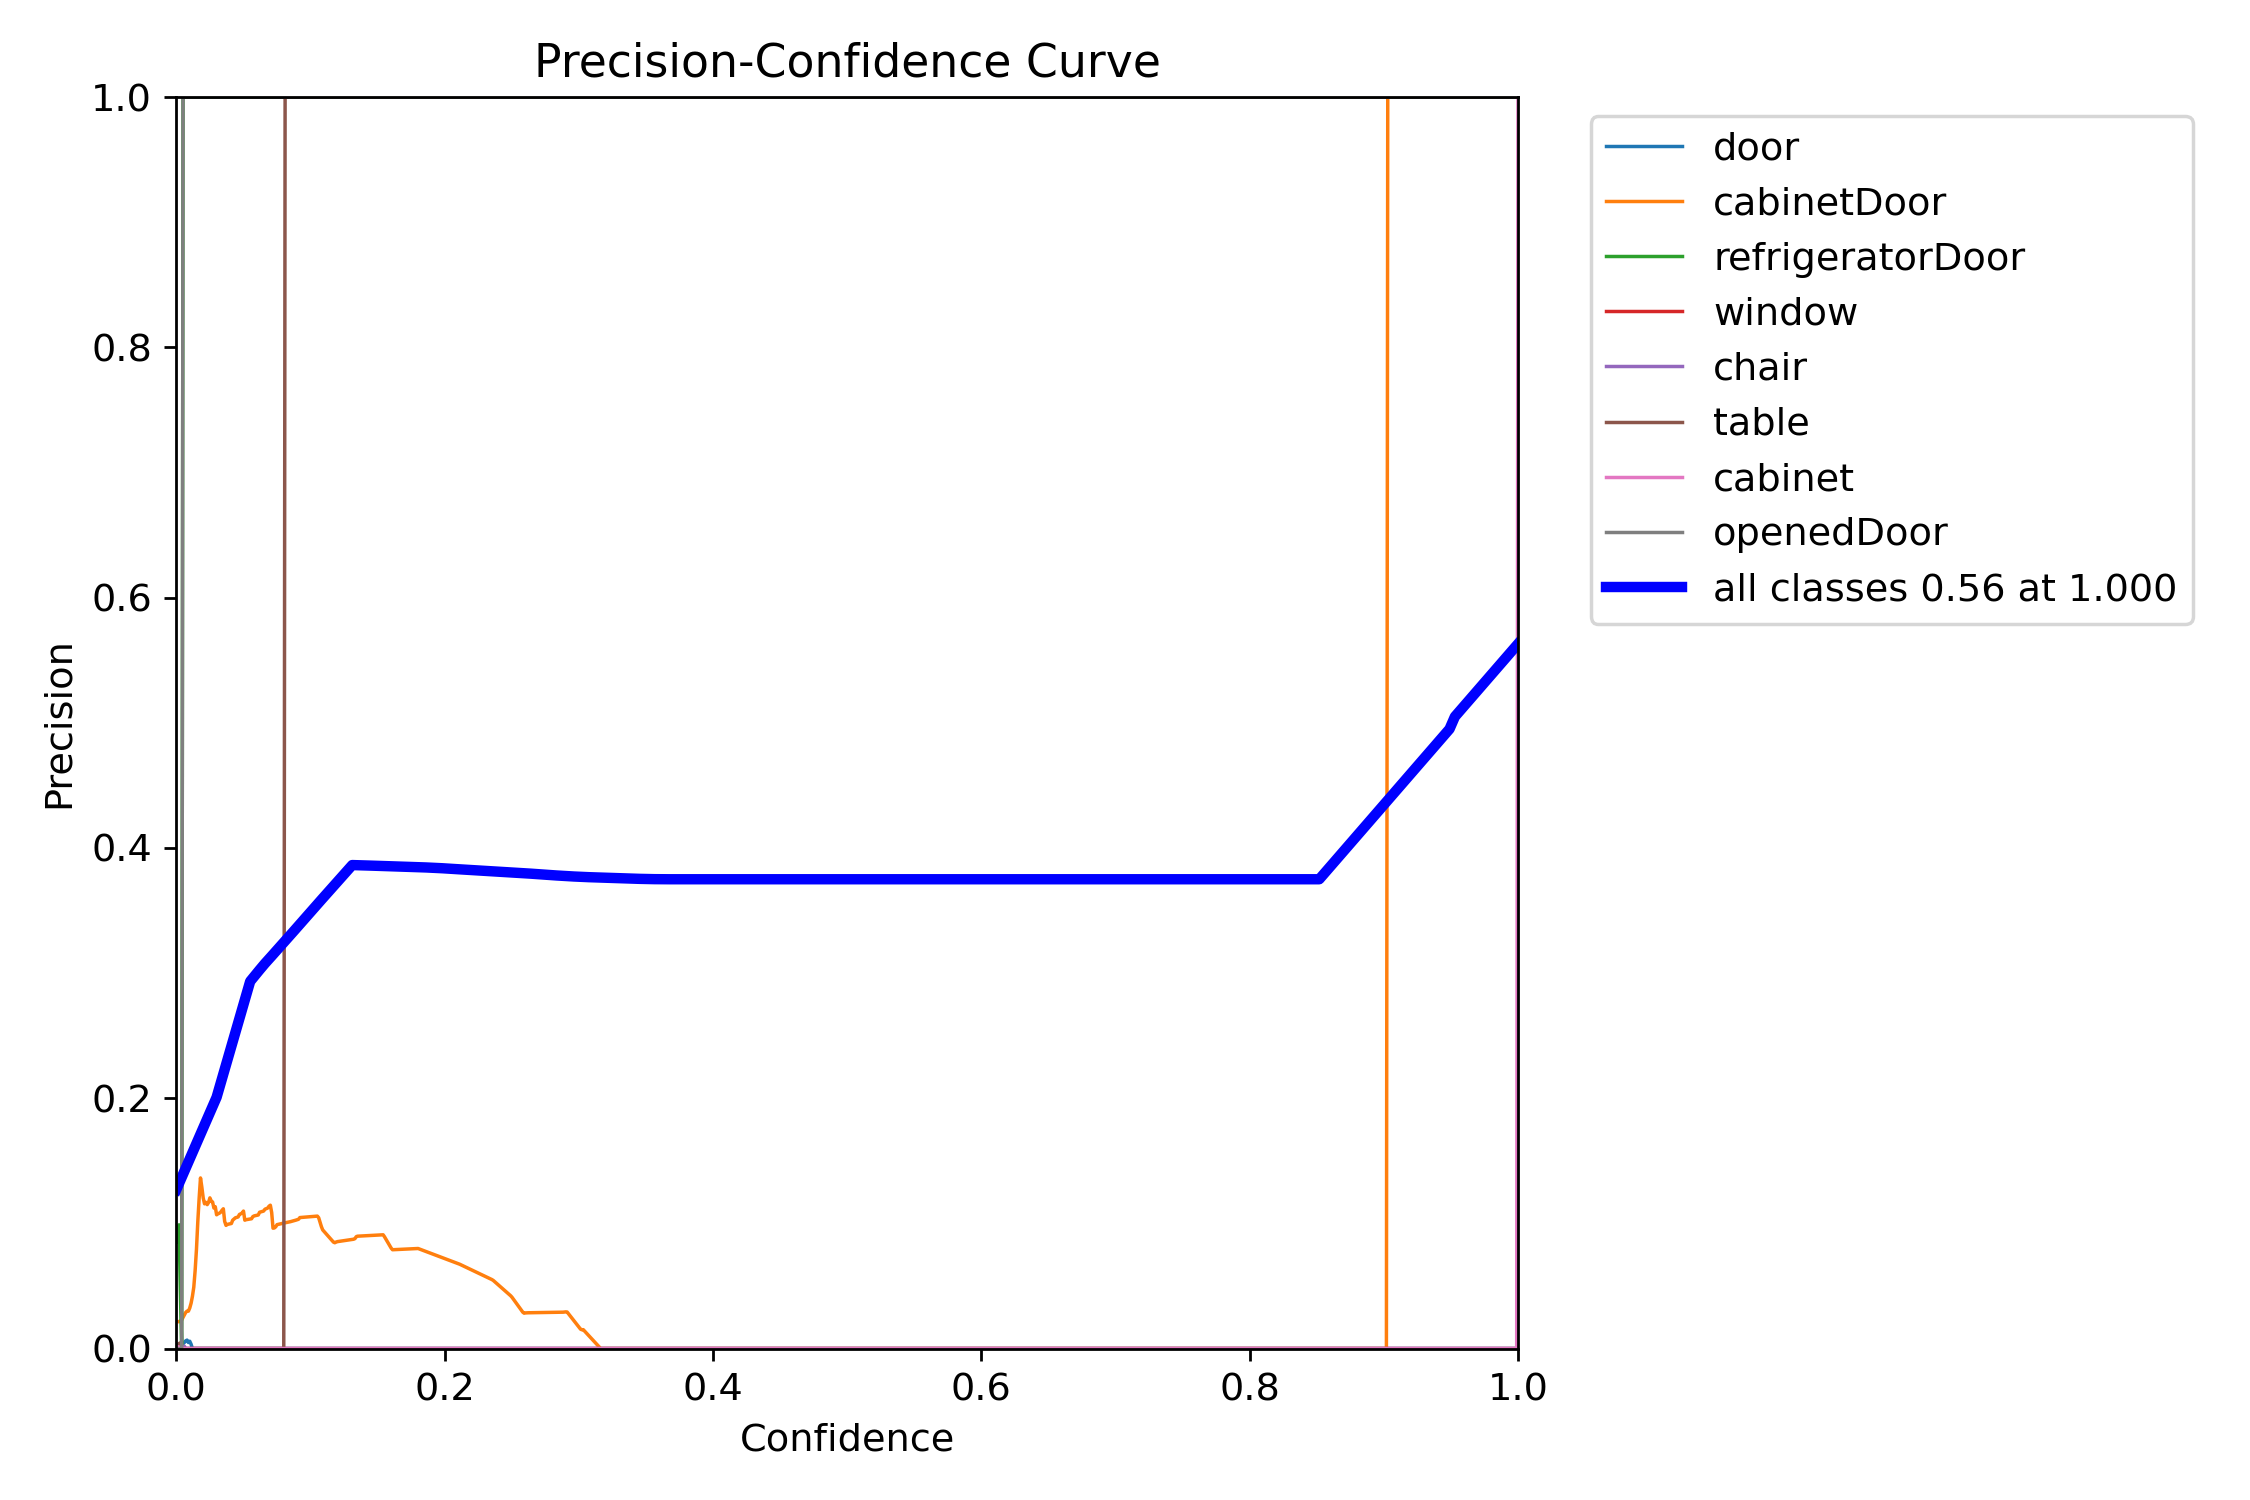 Precision-Confidence Curve
1.0
0.8
0.6
0.4
0.2
0.0
Precision
0.0 0.2 0.4 0.6 0.8 1.0
Confidence
door
cabinetDoor
refrigeratorDoor
window
chair
table
cabinet
openedDoor
all classes 0.56 at 1.000